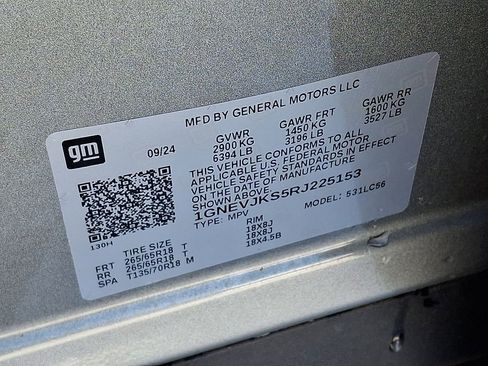 MFD BY GENERAL MOTORS LLC
gm
09/24
GVWR GAWR FRT GAWR RR
2900 KG 1450 KG 1600 KG
6394 LB 3196 LB 3527 LB
THIS VEHICLE CONFORMS TO ALL
APPLICABLE U.S. FEDERAL MOTOR
VEHICLE SAFETY STANDARDS IN EFFECT
ON THE DATE OF MANUFACTURE
SHOWN ABOVE
1GNEVJKS5RJ225153
TYPE: MPV MODEL: 531LC56
130H
TIRE SIZE RIM
FRT 265/65R18 T 18X8J
RR 265/65R18 T 18X8J
SPA T135/70R18 M 18X4.5B